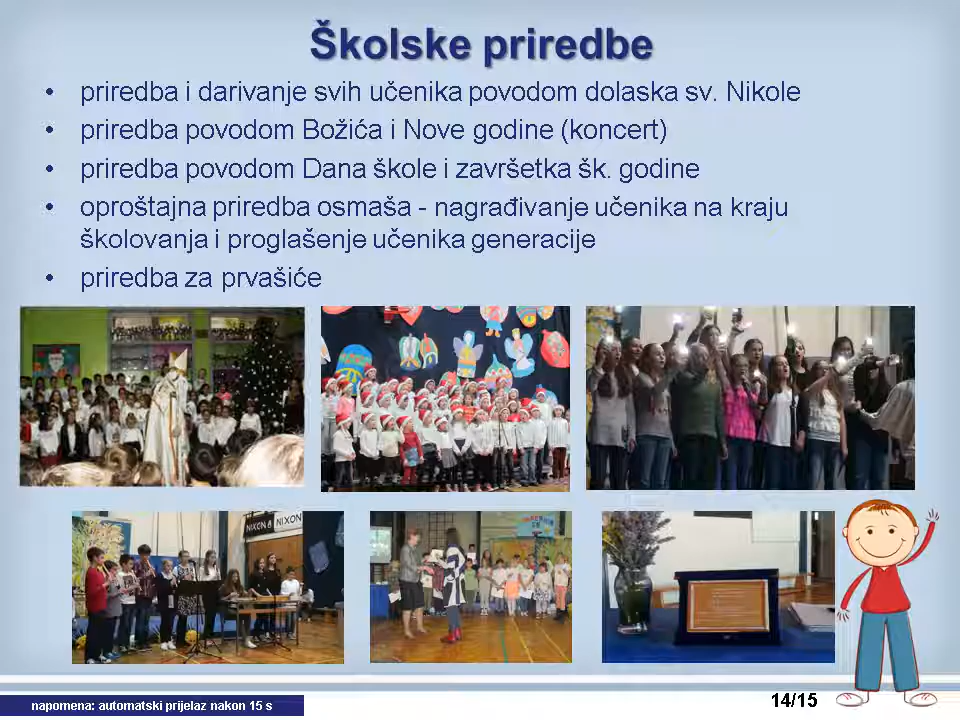 Školske priredbe
• priredba i darivanje svih učenika povodom dolaska sv. Nikole
• priredba povodom Božića i Nove godine (koncert)
• priredba povodom Dana škole i završetka šk. godine
• oproštajna priredba osmaša - nagrađivanje učenika na kraju
školovanja i proglašenje učenika generacije
• priredba za prvašiće
NIXON NIXON
napomena: automatski prijelaz nakon 15 s
14/15